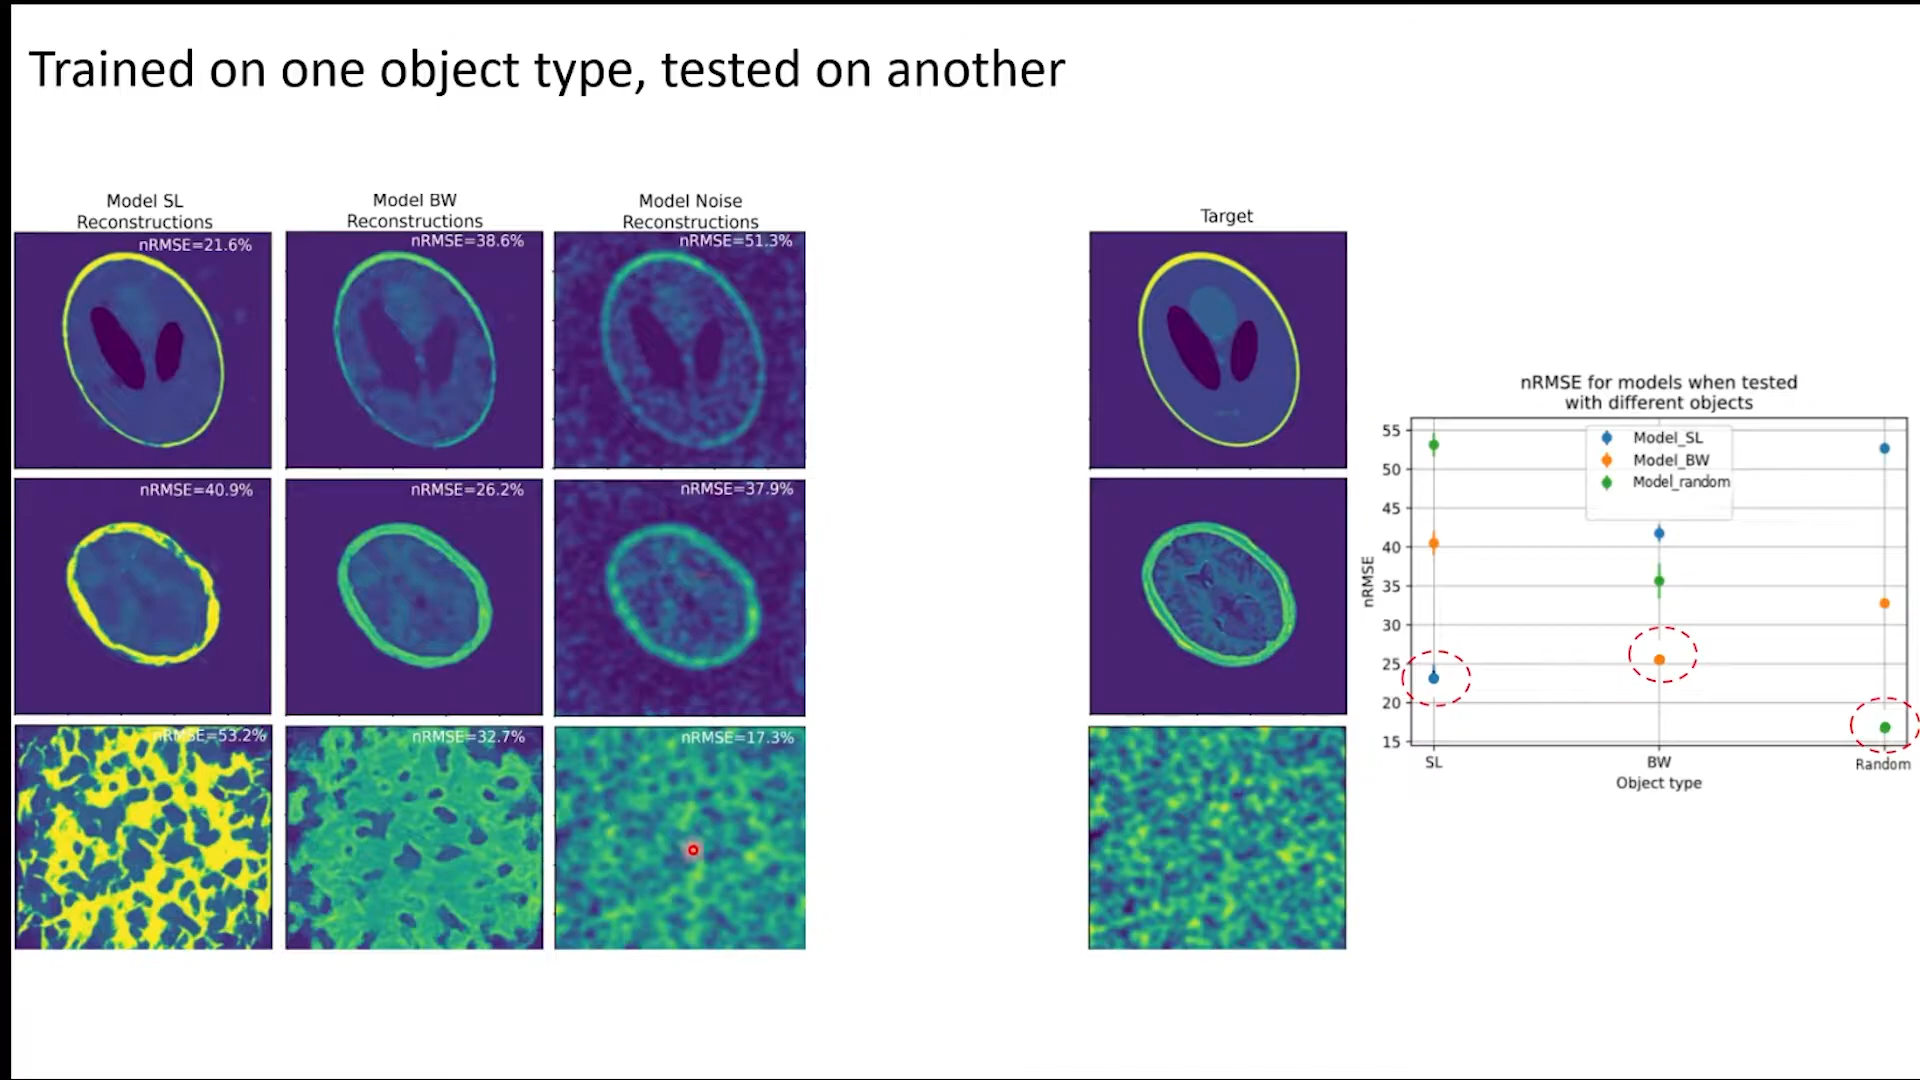 Trained on one object type, tested on another
Model SL
Reconstructions
Model BW
Reconstructions
Model Noise
Reconstructions
Target
nRMSE=21.6%
nRMSE=38.6%
nRMSE=51.3%
nRMSE=40.9%
nRMSE=26.2%
nRMSE=37.9%
nRMSE=53.2%
nRMSE=32.7%
nRMSE=17.3%
nRMSE for models when tested
with different objects
Model_SL
Model_BW
Model_random
55
50
45
40
35
30
25
20
15
nRMSE
SL
BW
Random
Object type